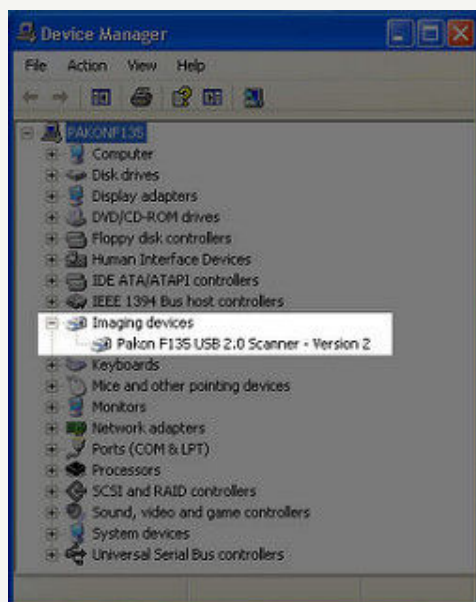 Device Manager
File Action View Help
PAKONF135
Computer
Disk drives
Display adapters
DVD/CD-ROM drives
Floppy disk controllers
Human Interface Devices
IDE ATA/ATAPI controllers
IEEE 1394 Bus host controllers
Imaging devices
Pakon F135 USB 2.0 Scanner - Version 2
Keyboards
Mice and other pointing devices
Monitors
Network adapters
Ports (COM & LPT)
Processors
SCSI and RAID controllers
Sound, video and game controllers
System devices
Universal Serial Bus controllers